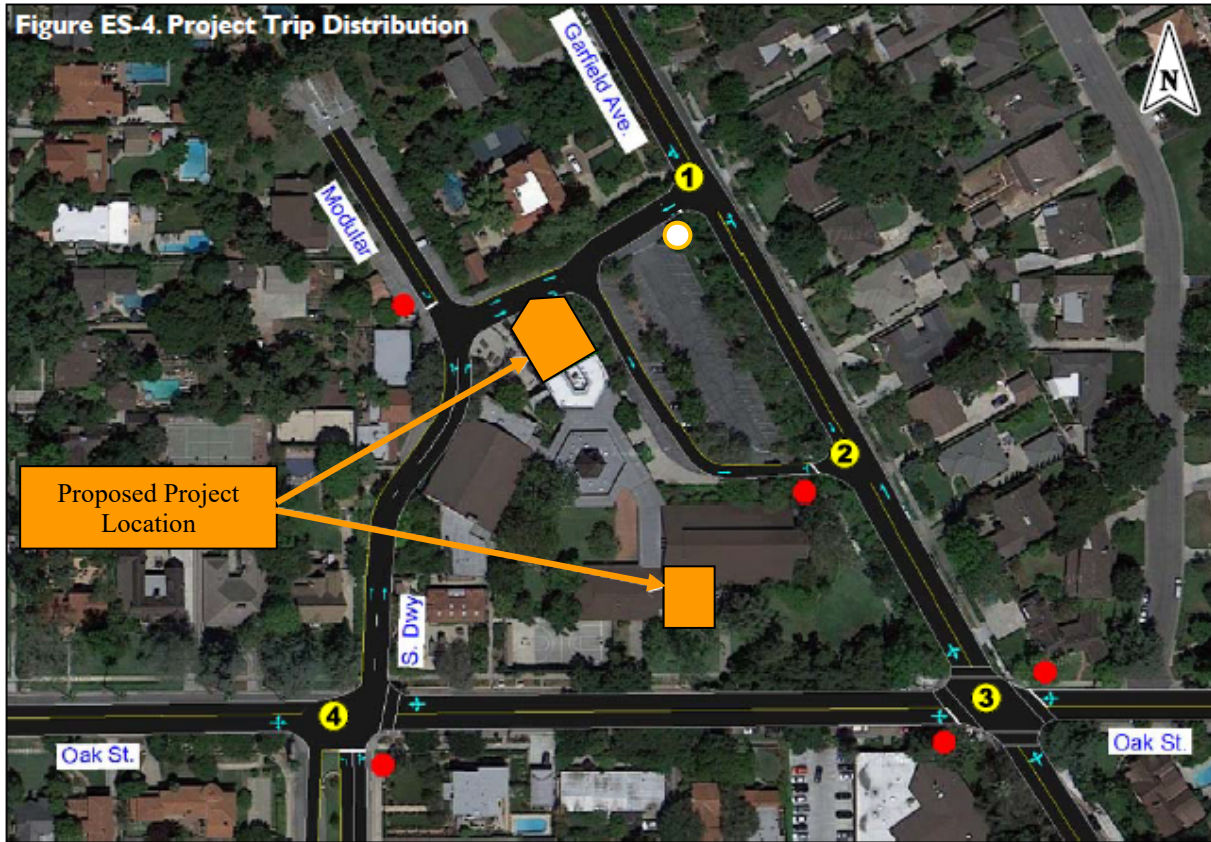 Figure ES-4. Project Trip Distribution
Garfield Ave.
N
1
Modular
2
Proposed Project
Location
S. Dwy
3
4
Oak St.
Oak St.